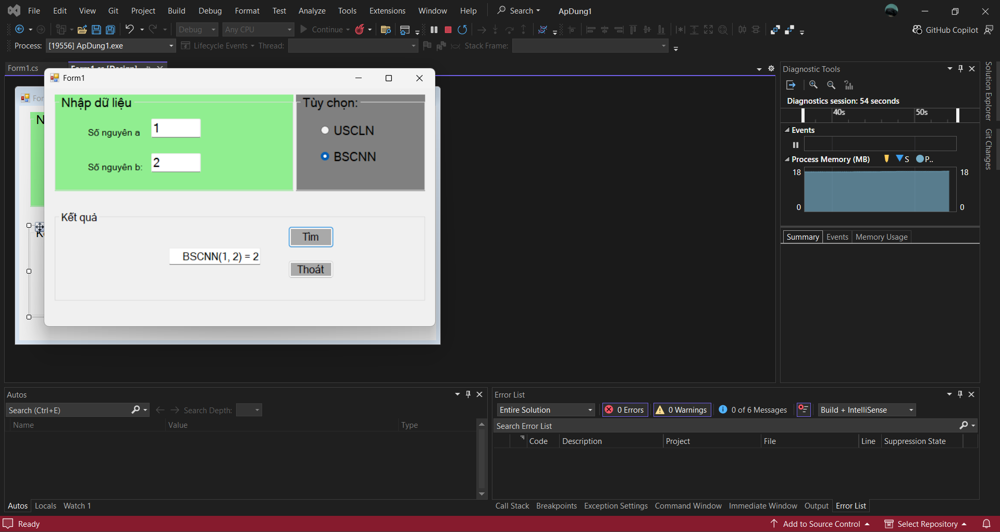 File Edit View Git Project Build Debug Format Test Analyze Tools Extensions Window Help Search ApDung1
Debug Any CPU Continue GitHub Copilot
Process: [19556] ApDung1.exe Lifecycle Events Thread: Stack Frame:
Form1.cs Form1.cs [Design]
Form1
Nhập dữ liệu
Số nguyên a 1
Số nguyên b: 2
Tùy chọn:
USCLN
BSCNN
Kết quả
Tìm
BSCNN(1, 2) = 2
Thoát
Diagnostic Tools
Diagnostics session: 54 seconds
40s 50s
Events
Process Memory (MB) S P..
18 18
0 0
Summary Events Memory Usage
Solution Explorer
Git Changes
Autos
Search (Ctrl+E) Search Depth:
Name Value Type
Autos Locals Watch 1
Error List
Entire Solution 0 Errors 0 Warnings 0 of 6 Messages Build + IntelliSense
Search Error List
Code Description Project File Line Suppression State
Call Stack Breakpoints Exception Settings Command Window Immediate Window Output Error List
Ready Add to Source Control Select Repository